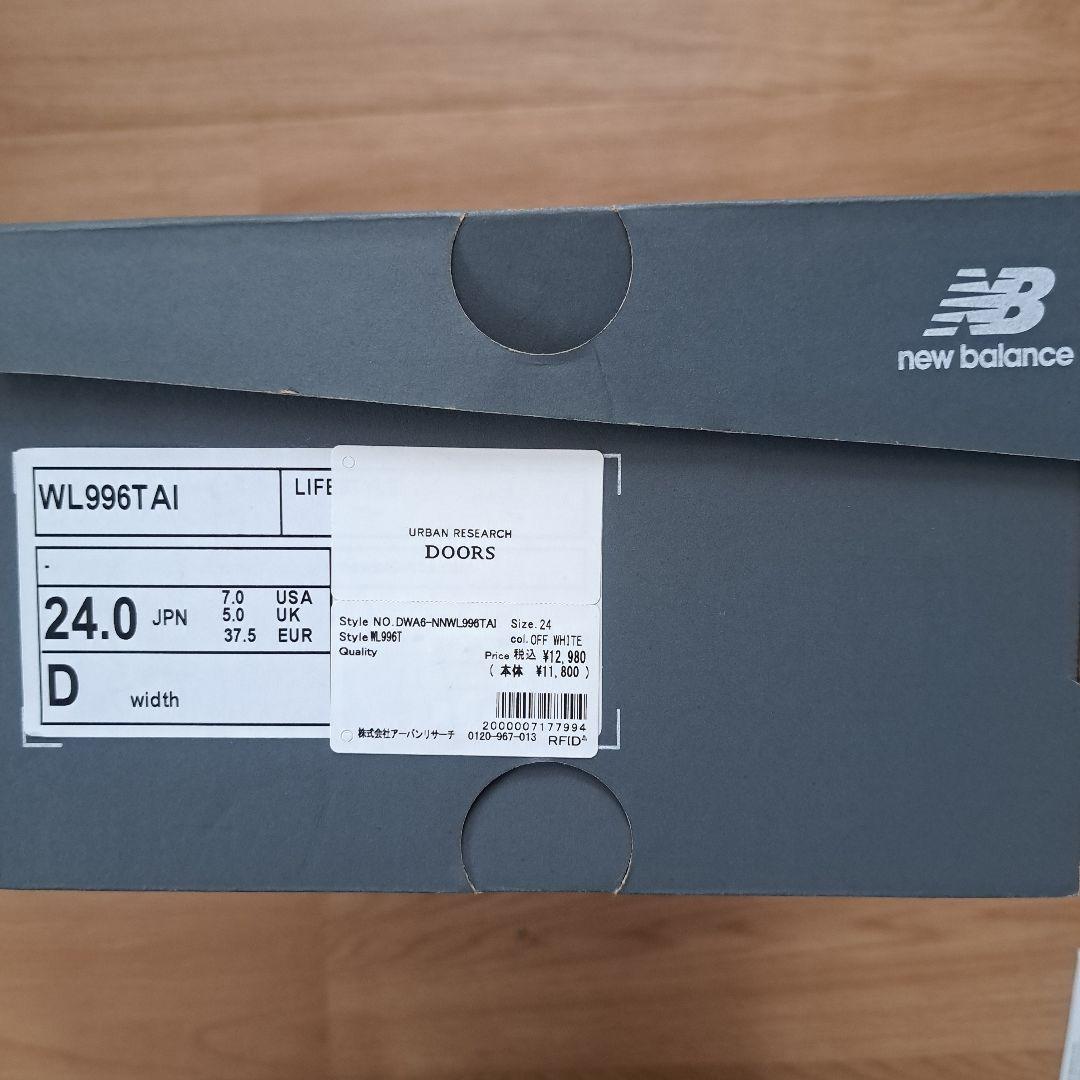 NB
new balance
WL996TAI
LIFE
URBAN RESEARCH
DOORS
-
24.0 JPN
7.0 USA
5.0 UK
37.5 EUR
D width
Style NO.DWA6-NNWL996TAI Size.24
Style WL996T col.OFF WHITE
Quality Price 税込 ¥12,980
( 本体 ¥11,800 )
2000007177994
株式会社アーバンリサーチ 0120-967-013 RFID